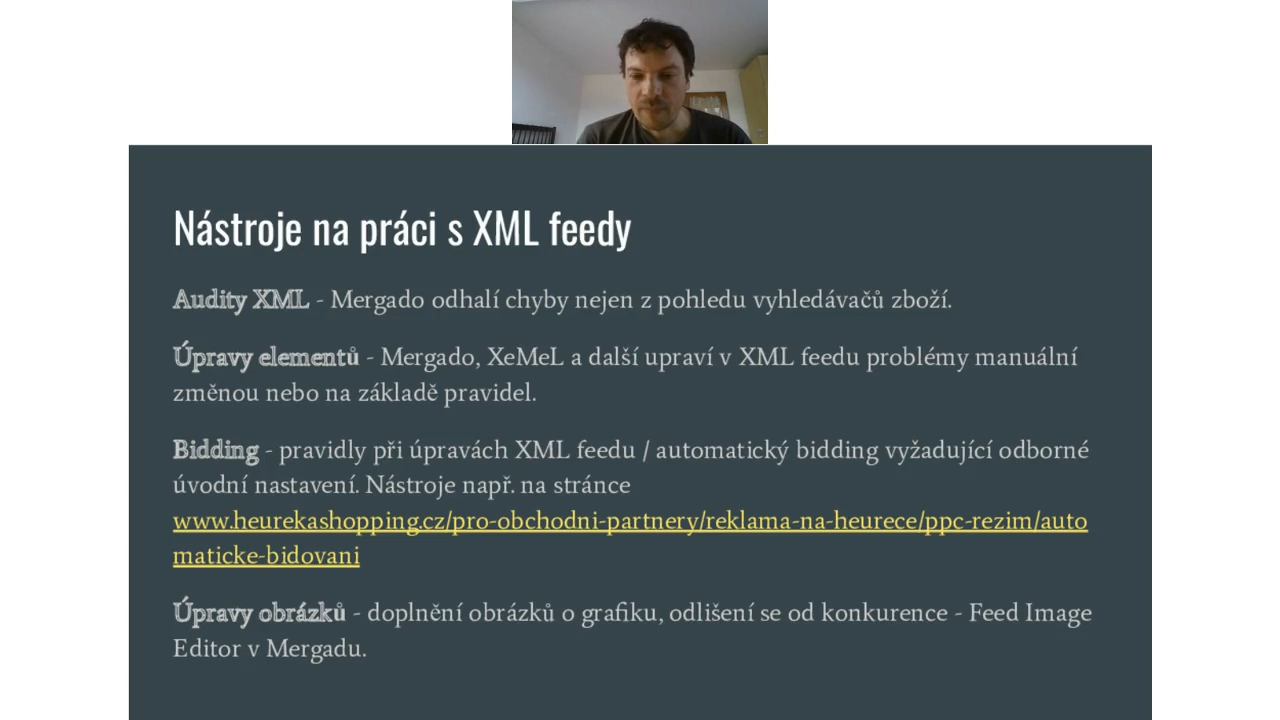 Nástroje na práci s XML feedy
Audity XML - Mergado odhalí chyby nejen z pohledu vyhledávačů zboží.
Úpravy elementů - Mergado, XeMeL a další upraví v XML feedu problémy manuální
změnou nebo na základě pravidel.
Bidding - pravidly při úpravách XML feedu / automatický bidding vyžadující odborné
úvodní nastavení. Nástroje např. na stránce
www.heurekashopping.cz/pro-obchodni-partnery/reklama-na-heurece/ppc-rezim/auto
maticke-bidovani
Úpravy obrázků - doplnění obrázků o grafiku, odlišení se od konkurence - Feed Image
Editor v Mergadu.